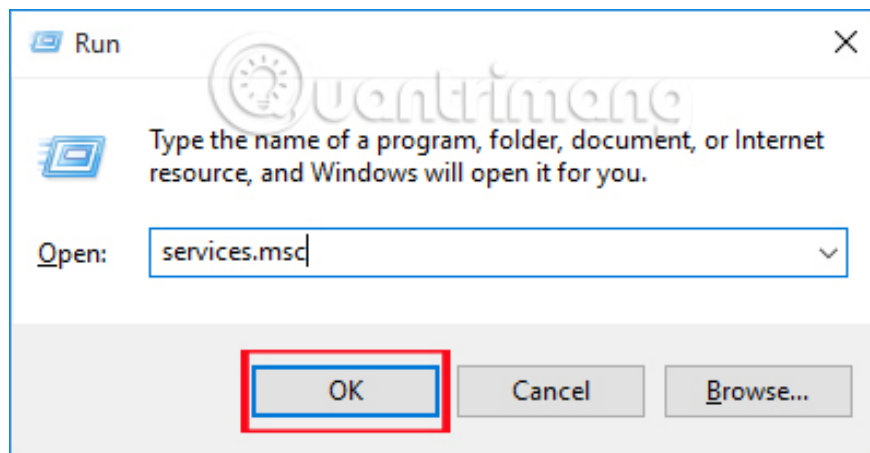 Run
Quantrimang
Type the name of a program, folder, document, or Internet
resource, and Windows will open it for you.
Open: services.msc
OK Cancel Browse...